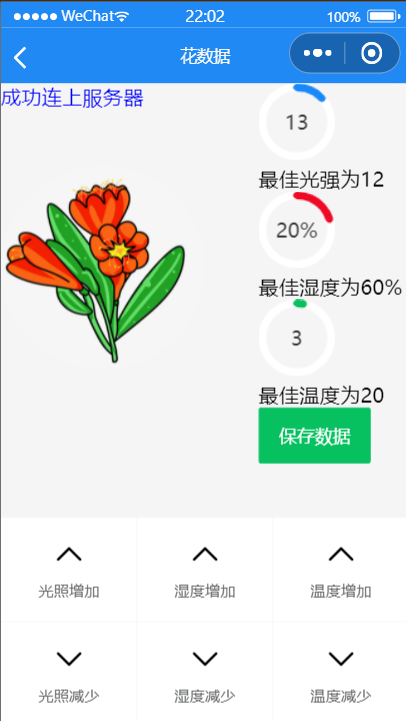 WeChat 22:02 100%
花数据
成功连上服务器
13
最佳光强为12
20%
最佳湿度为60%
3
最佳温度为20
保存数据
光照增加 湿度增加 温度增加
光照减少 湿度减少 温度减少